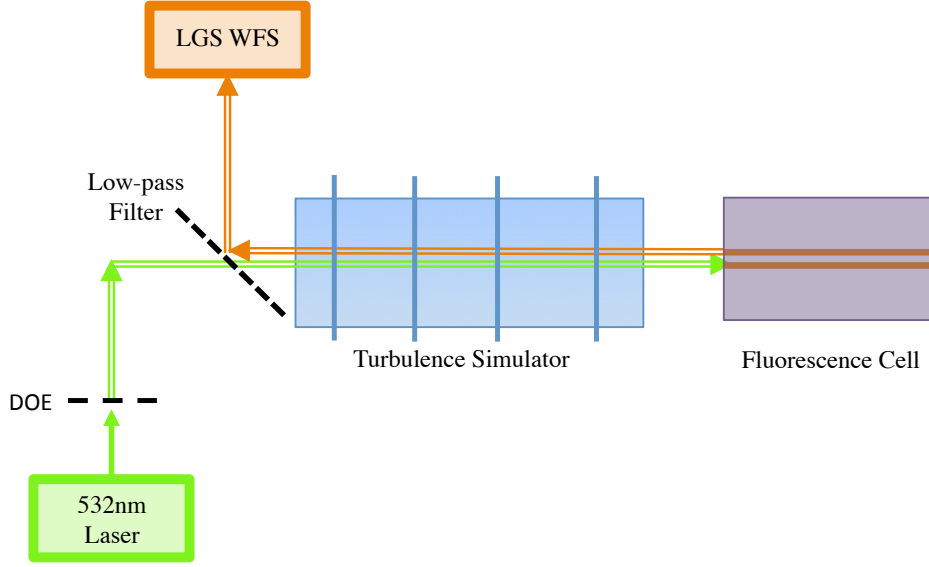 LGS WFS
Low-pass
Filter
Turbulence Simulator
Fluorescence Cell
DOE
532nm
Laser